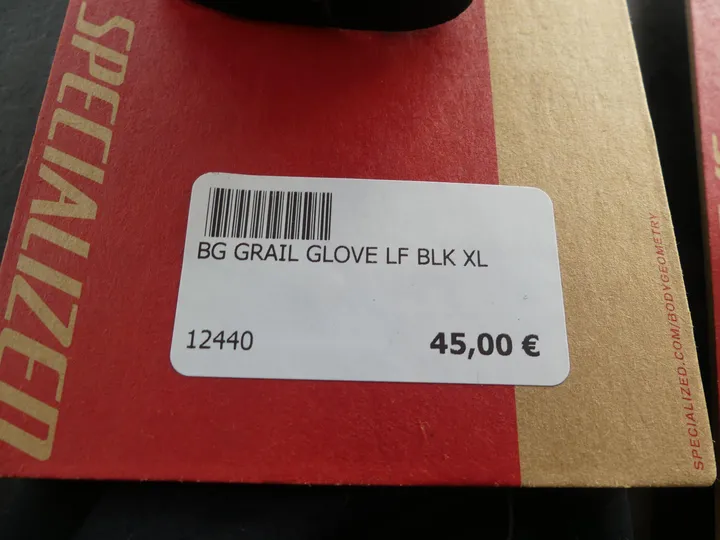 SPECIALIZED
BG GRAIL GLOVE LF BLK XL
12440
45,00 €
SPECIALIZED.COM/BODYGEOMETRY